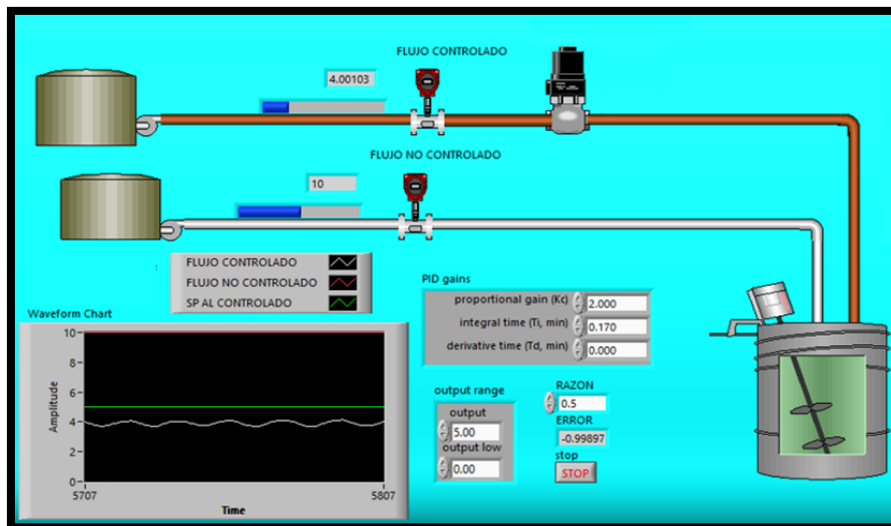 FLUJO CONTROLADO
4.00103
FLUJO NO CONTROLADO
10
FLUJO CONTROLADO
FLUJO NO CONTROLADO
SP AL CONTROLADO
PID gains
proportional gain (Kc)
2.000
integral time (Ti, min)
0.170
derivative time (Td, min)
0.000
Waveform Chart
10
8
6
4
2
0
Amplitude
5707
5807
Time
output range
output
5.00
output low
0.00
RAZON
0.5
ERROR
-0.99897
stop
STOP